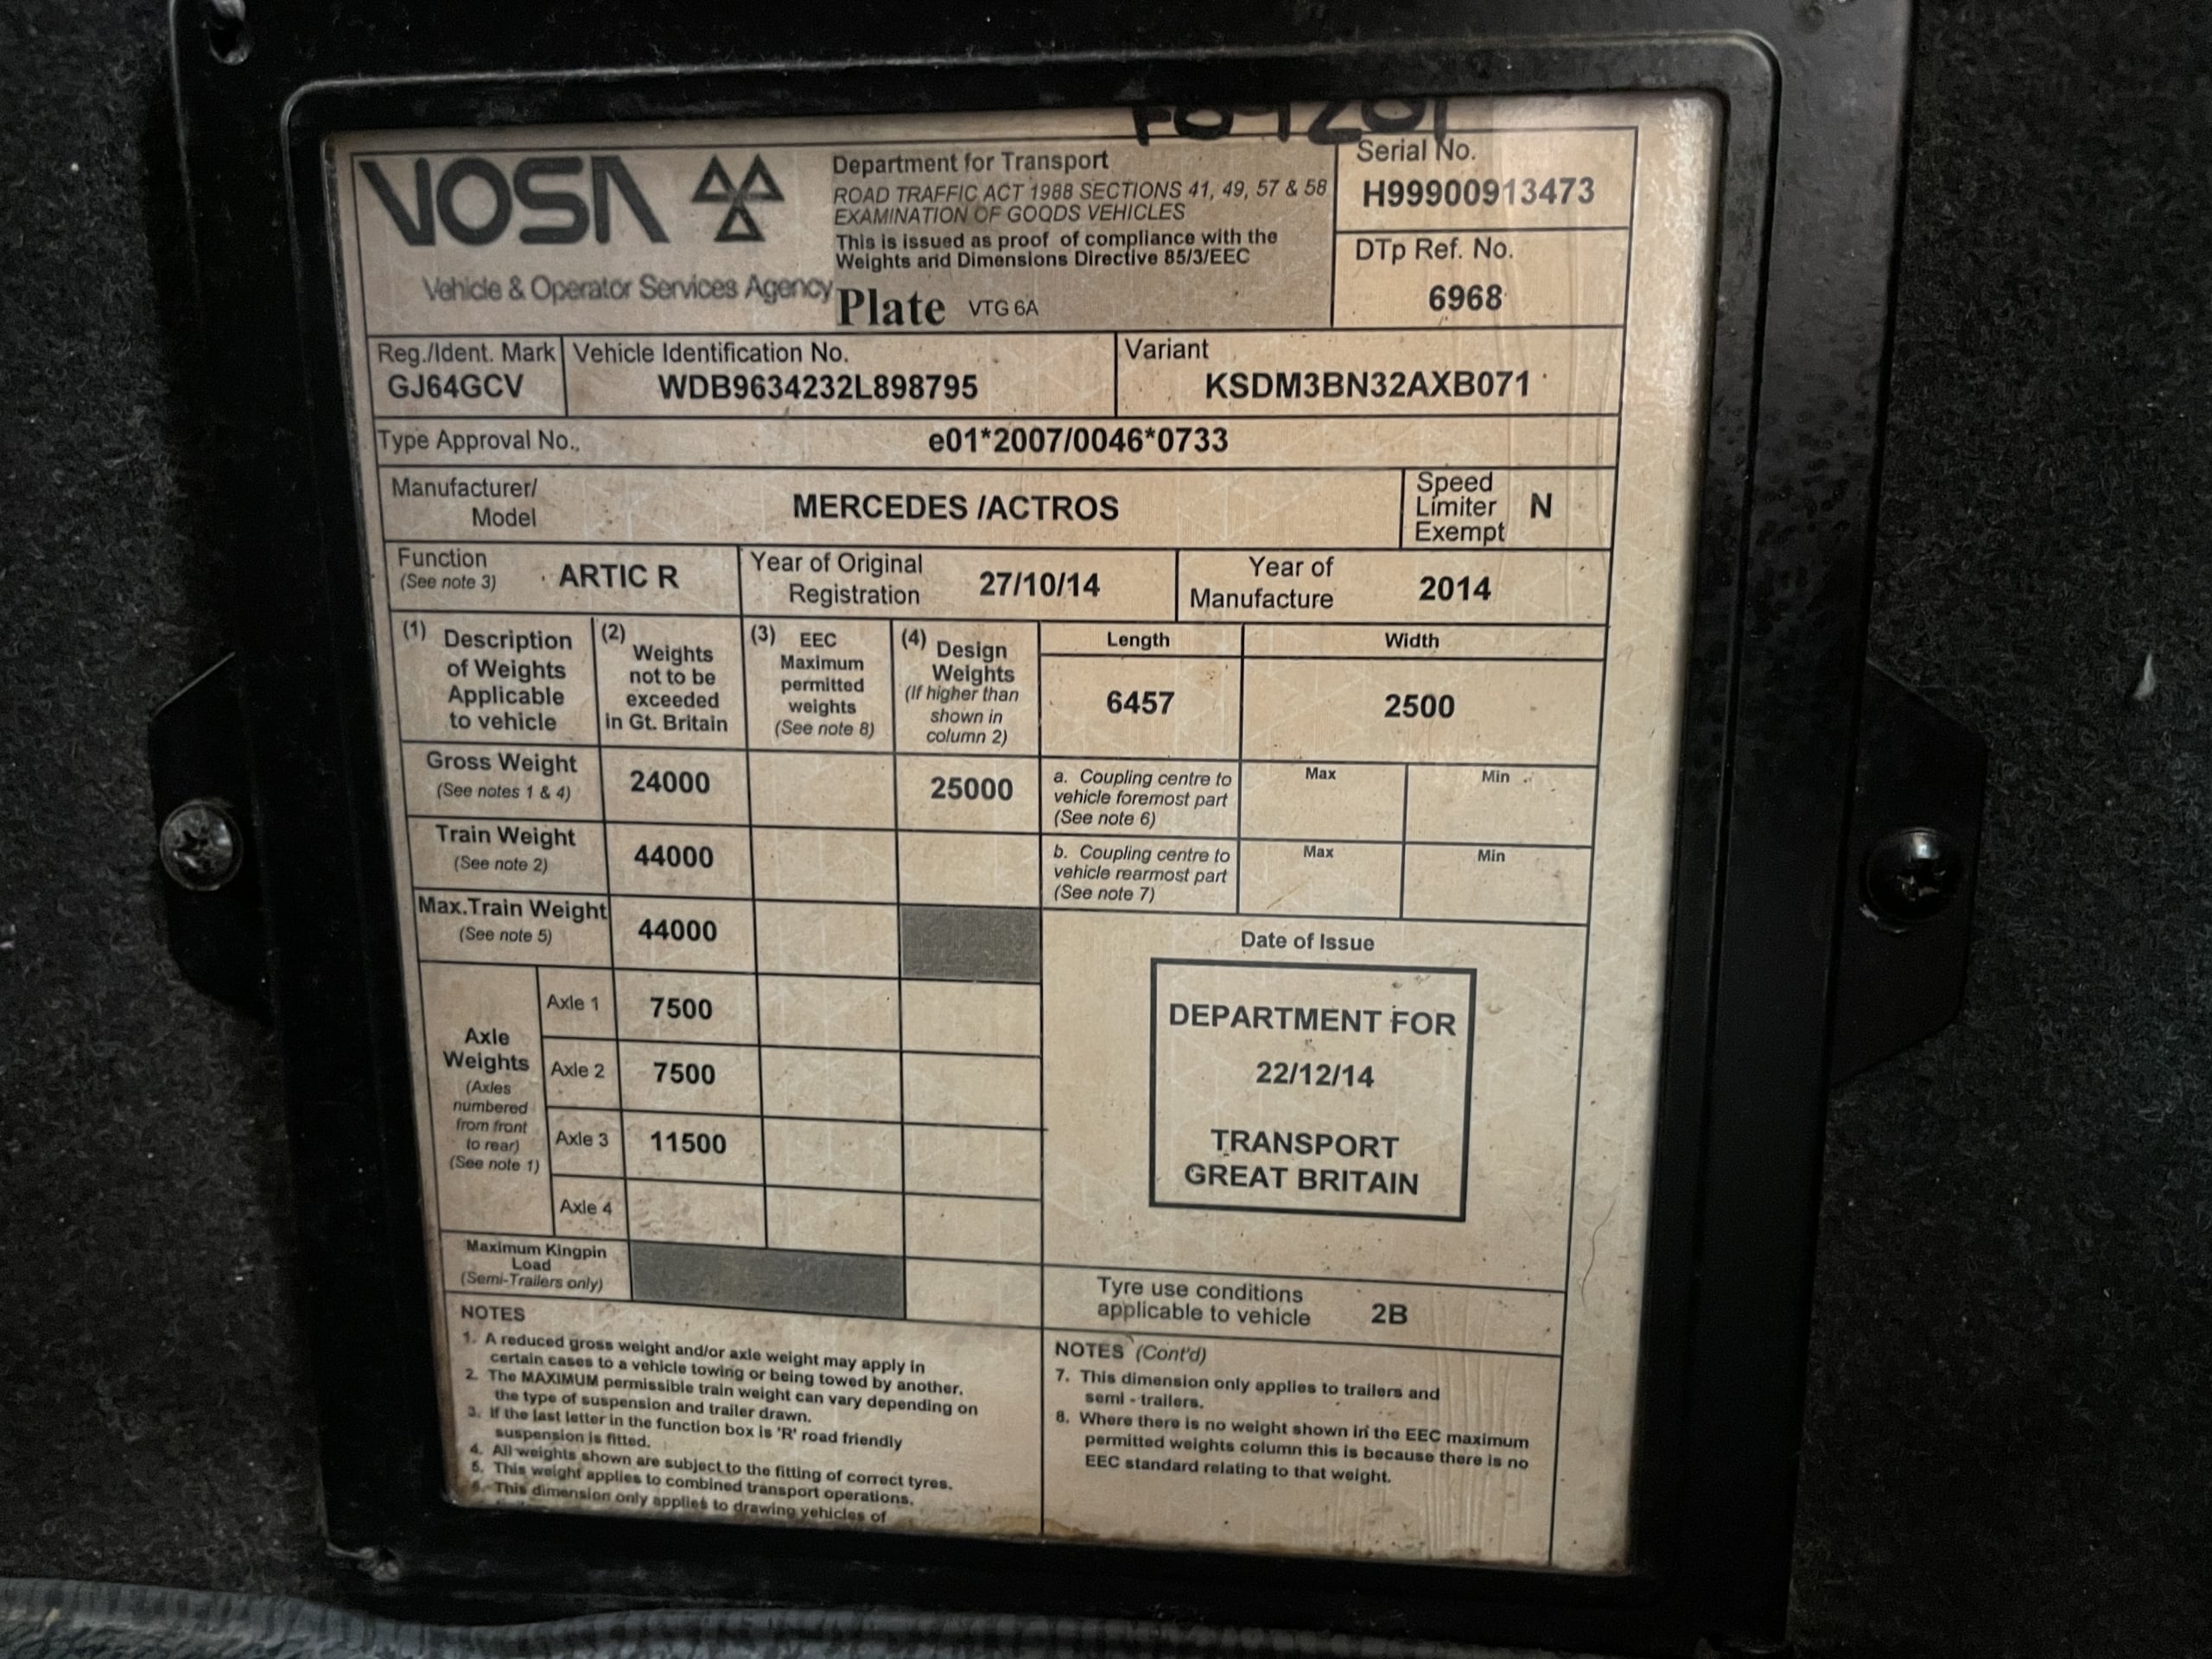 VOSA
Vehicle & Operator Services Agency
Department for Transport
ROAD TRAFFIC ACT 1988 SECTIONS 41, 49, 57 & 58
EXAMINATION OF GOODS VEHICLES
This is issued as proof of compliance with the
Weights and Dimensions Directive 85/3/EEC
Plate VTG 6A
Serial No.
H99900913473
DTp Ref. No.
6968
Reg./Ident. Mark
GJ64GCV
Vehicle Identification No.
WDB9634232L898795
Variant
KSDM3BN32AXB071
Type Approval No.
e01*2007/0046*0733
Manufacturer/
Model
MERCEDES /ACTROS
Speed
Limiter
Exempt
N
Function
(See note 3)
ARTIC R
Year of Original
Registration
27/10/14
Year of
Manufacture
2014
(1) Description
of Weights
Applicable
to vehicle
(2) Weights
not to be
exceeded
in Gt. Britain
(3) EEC
Maximum
permitted
weights
(See note 8)
(4) Design
Weights
(If higher than
shown in
column 2)
Length
6457
Width
2500
Gross Weight
(See notes 1 & 4)
24000
25000
a. Coupling centre to
vehicle foremost part
(See note 6)
Max
Min
Train Weight
(See note 2)
44000
b. Coupling centre to
vehicle rearmost part
(See note 7)
Max
Min
Max.Train Weight
(See note 5)
44000
Axle
Weights
(Axles
numbered
from front
to rear)
(See note 1)
Axle 1
7500
Axle 2
7500
Axle 3
11500
Axle 4
Maximum Kingpin
Load
(Semi-Trailers only)
Date of Issue
DEPARTMENT FOR
22/12/14
TRANSPORT
GREAT BRITAIN
Tyre use conditions
applicable to vehicle
2B
NOTES
1. A reduced gross weight and/or axle weight may apply in
certain cases to a vehicle towing or being towed by another.
2. The MAXIMUM permissible train weight can vary depending on
the type of suspension and trailer drawn.
3. If the last letter in the function box is 'R' road friendly
suspension is fitted.
4. All weights shown are subject to the fitting of correct tyres.
5. This weight applies to combined transport operations.
6. This dimension only applies to drawing vehicles of
NOTES (Cont'd)
7. This dimension only applies to trailers and
semi - trailers.
8. Where there is no weight shown in the EEC maximum
permitted weights column this is because there is no
EEC standard relating to that weight.